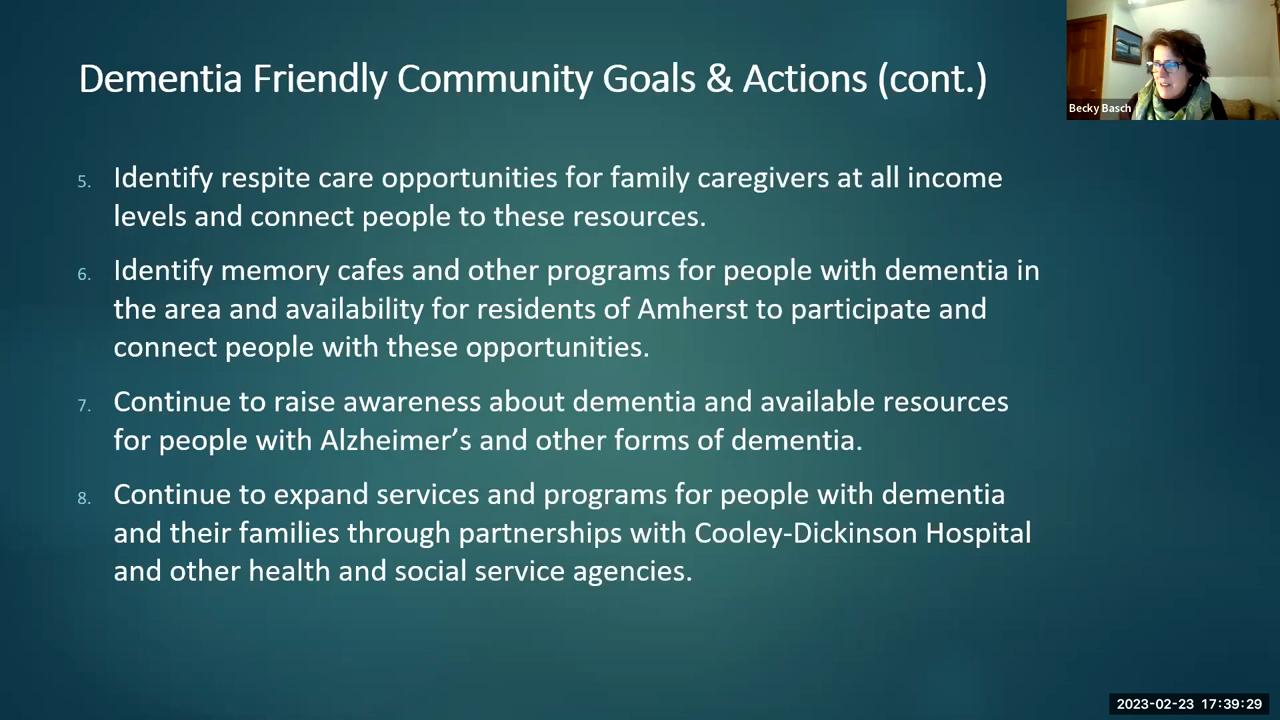 Dementia Friendly Community Goals & Actions (cont.)
Becky Basch
5. Identify respite care opportunities for family caregivers at all income
levels and connect people to these resources.
6. Identify memory cafes and other programs for people with dementia in
the area and availability for residents of Amherst to participate and
connect people with these opportunities.
7. Continue to raise awareness about dementia and available resources
for people with Alzheimer’s and other forms of dementia.
8. Continue to expand services and programs for people with dementia
and their families through partnerships with Cooley-Dickinson Hospital
and other health and social service agencies.
2023-02-23 17:39:29